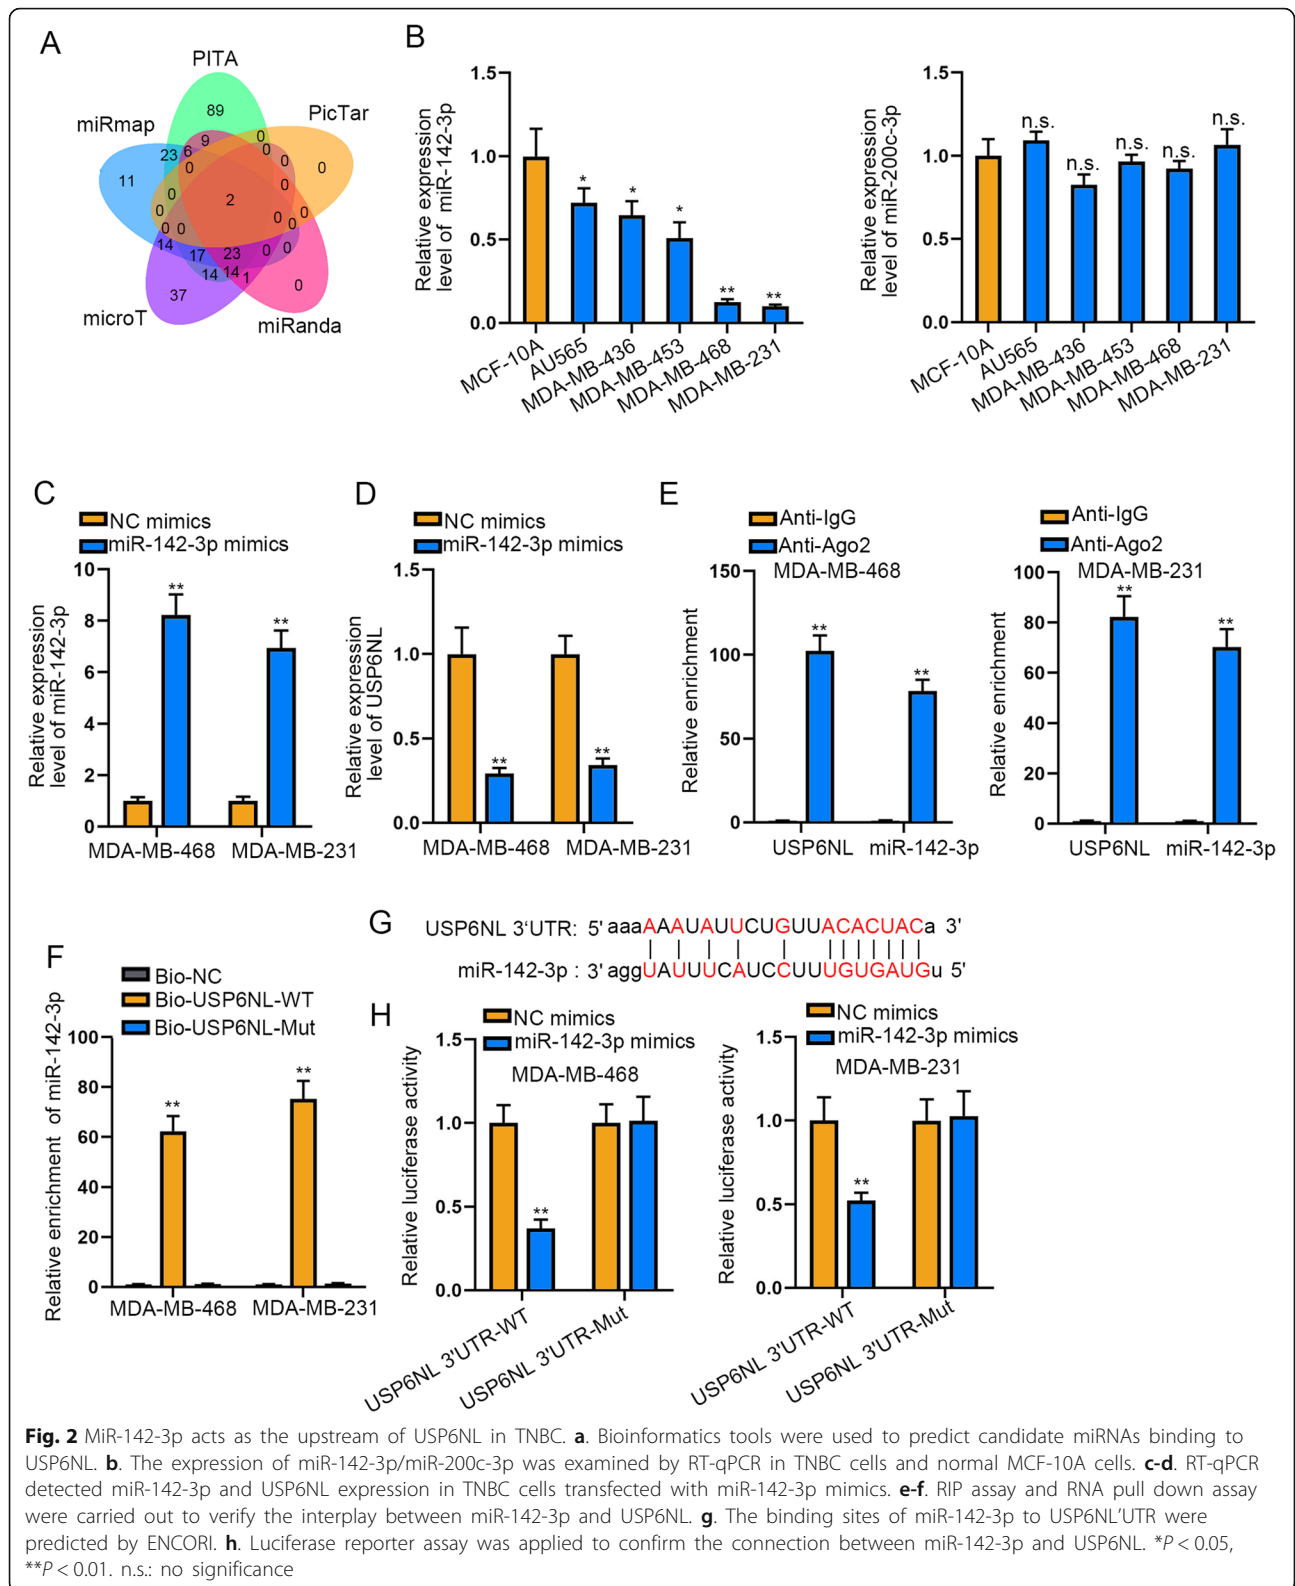 A
PITA
PicTar
miRmap
microT
miRanda
89
9
0
0
0
0
23
6
0
11
0
0
2
0
0
0
0
0
0
0
14
17
23
0
0
14
14
1
0
37
B
Relative expression
level of miR-142-3p
1.5
1.0
0.5
0.0
*
*
*
**
**
MCF-10A
AU565
MDA-MB-436
MDA-MB-453
MDA-MB-468
MDA-MB-231
Relative expression
level of miR-200c-3p
1.5
1.0
0.5
0.0
n.s.
n.s.
n.s.
n.s.
n.s.
MCF-10A
AU565
MDA-MB-436
MDA-MB-453
MDA-MB-468
MDA-MB-231
C
NC mimics
miR-142-3p mimics
Relative expression
level of miR-142-3p
10
8
6
4
2
0
**
**
MDA-MB-468
MDA-MB-231
D
NC mimics
miR-142-3p mimics
Relative expression
level of USP6NL
1.5
1.0
0.5
0.0
**
**
MDA-MB-468
MDA-MB-231
E
Anti-IgG
Anti-Ago2
MDA-MB-468
Relative enrichment
150
100
50
0
**
**
USP6NL
miR-142-3p
Anti-IgG
Anti-Ago2
MDA-MB-231
Relative enrichment
100
80
60
40
20
0
**
**
USP6NL
miR-142-3p
F
Bio-NC
Bio-USP6NL-WT
Bio-USP6NL-Mut
Relative enrichment of miR-142-3p
100
80
60
40
20
0
**
**
MDA-MB-468
MDA-MB-231
G
USP6NL 3'UTR: 5' aaaAAAUAUUCUGUUACACUACa 3'
miR-142-3p : 3' aggUAUUUCAUCCUUUGUGAUGu 5'
H
NC mimics
miR-142-3p mimics
MDA-MB-468
Relative luciferase activity
1.5
1.0
0.5
0.0
**
USP6NL 3'UTR-WT
USP6NL 3'UTR-Mut
NC mimics
miR-142-3p mimics
MDA-MB-231
Relative luciferase activity
1.5
1.0
0.5
0.0
**
USP6NL 3'UTR-WT
USP6NL 3'UTR-Mut
Fig. 2 MiR-142-3p acts as the upstream of USP6NL in TNBC. a. Bioinformatics tools were used to predict candidate miRNAs binding to
USP6NL. b. The expression of miR-142-3p/miR-200c-3p was examined by RT-qPCR in TNBC cells and normal MCF-10A cells. c-d. RT-qPCR
detected miR-142-3p and USP6NL expression in TNBC cells transfected with miR-142-3p mimics. e-f. RIP assay and RNA pull down assay
were carried out to verify the interplay between miR-142-3p and USP6NL. g. The binding sites of miR-142-3p to USP6NL'UTR were
predicted by ENCORI. h. Luciferase reporter assay was applied to confirm the connection between miR-142-3p and USP6NL. *P < 0.05,
**P < 0.01. n.s.: no significance